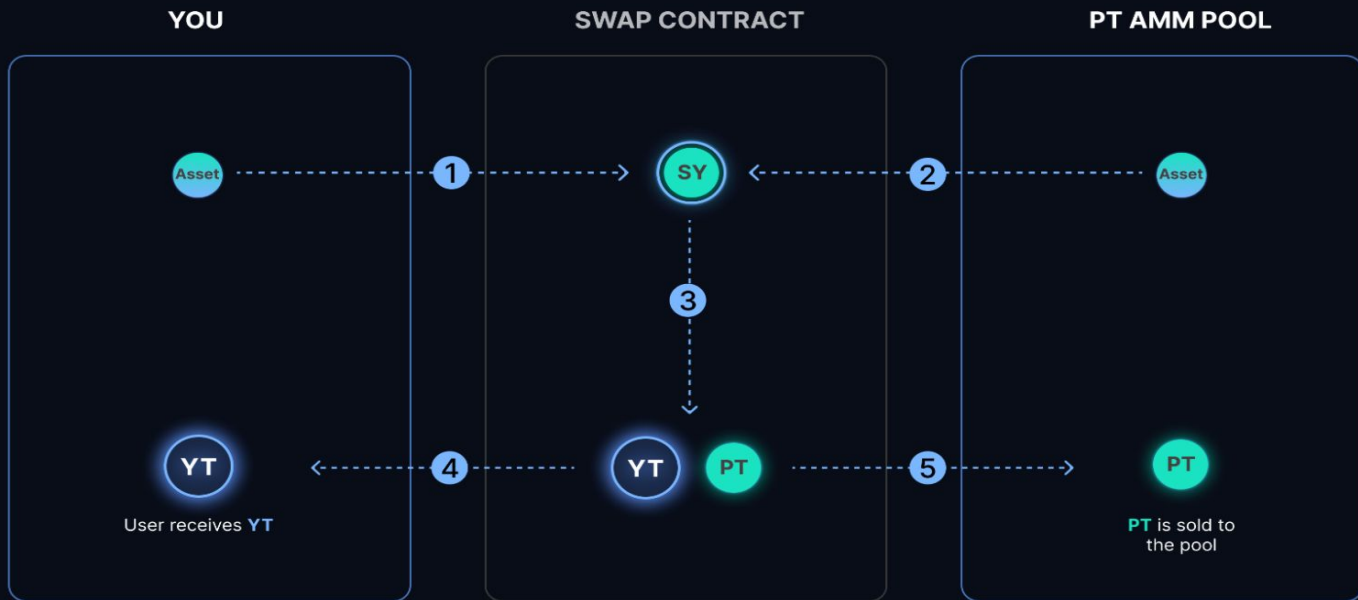 YOU
SWAP CONTRACT
PT AMM POOL
Asset
1
SY
2
Asset
3
YT
4
YT
PT
5
PT
User receives YT
PT is sold to
the pool